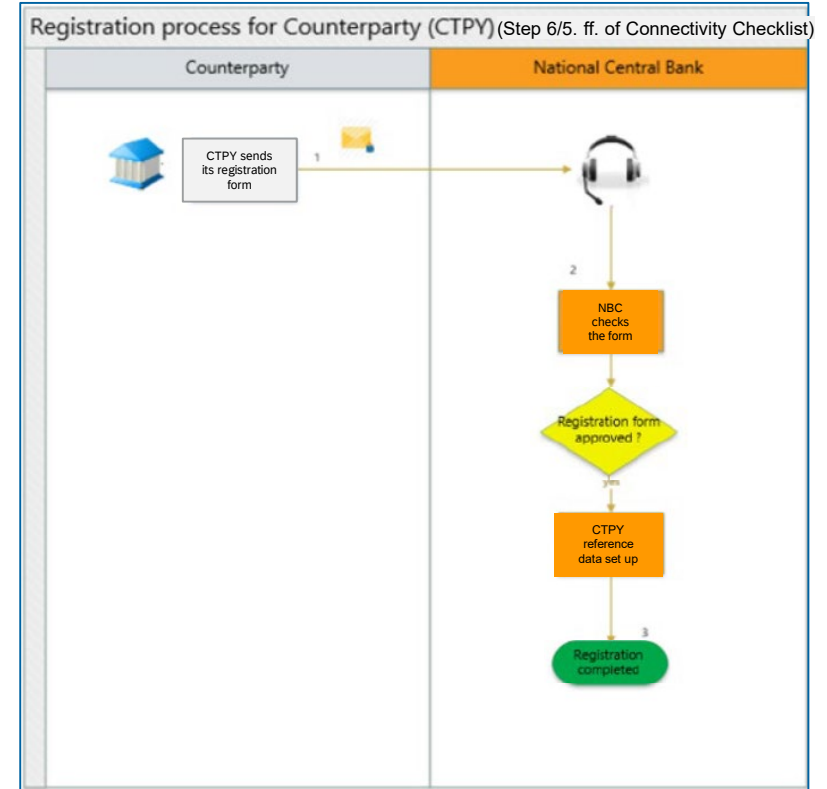 Registration process for Counterparty (CTPY) (Step 6/5. ff. of Connectivity Checklist)
Counterparty
National Central Bank
CTPY sends
its registration
form
1
2
NBC
checks
the form
Registration form
approved ?
yes
CTPY
reference
data set up
3
Registration
completed